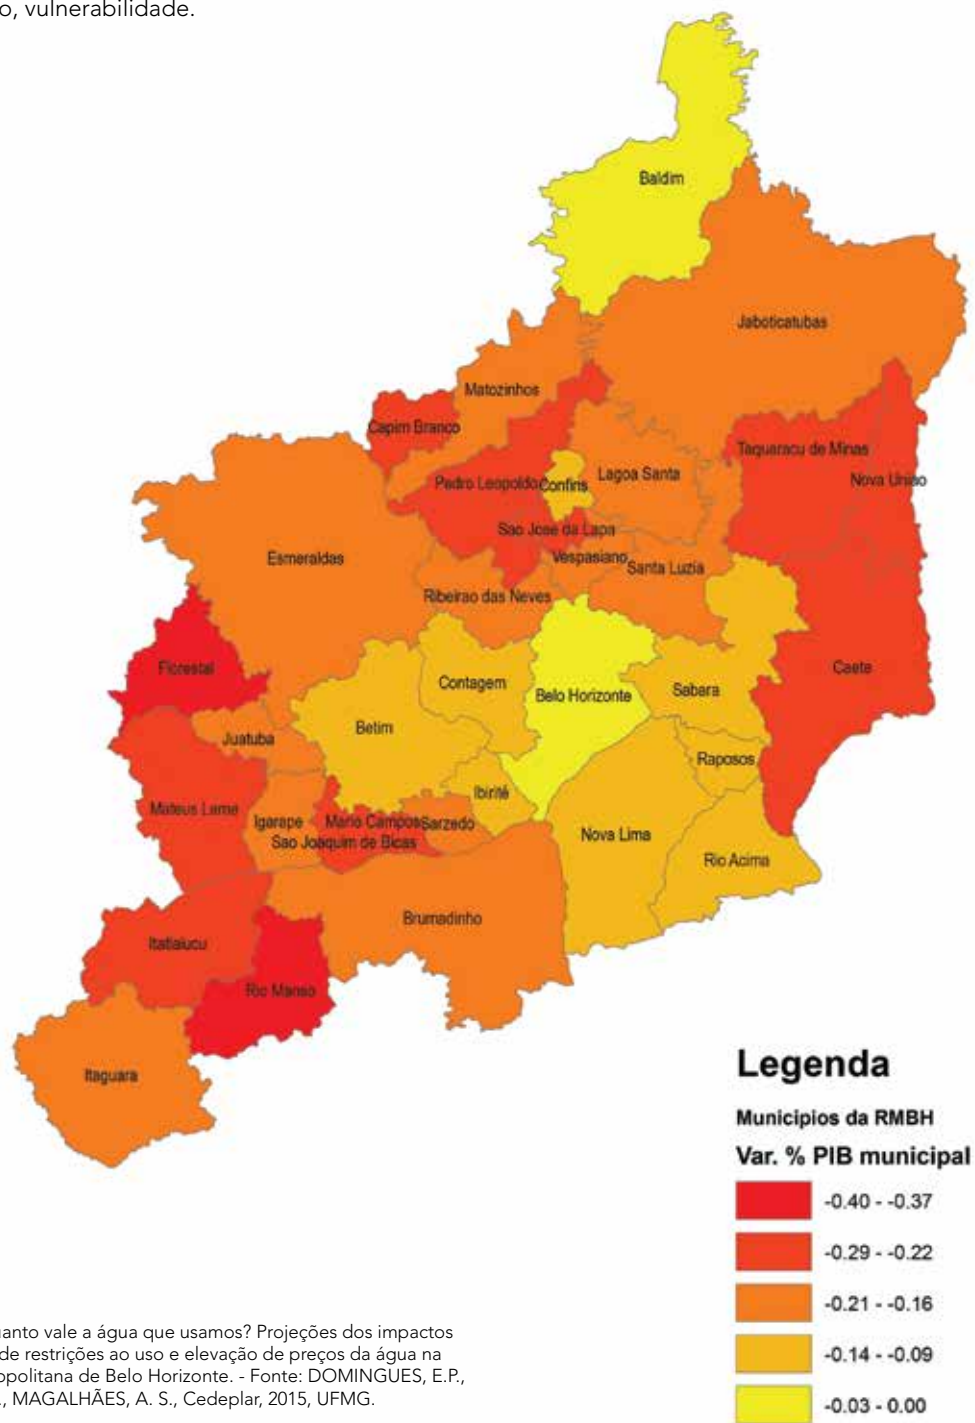 o, vulnerabilidade.
Baldim
Jaboticatubas
Matozinhos
Capim Branco
Taquaracu de Minas
Pedro Leopoldo
Confins
Lagoa Santa
Nova União
Sao Jose da Lapa
Esmeraldas
Vespasiano
Santa Luzia
Ribeirao das Neves
Florestal
Caete
Contagem
Belo Horizonte
Sabara
Juatuba
Betim
Raposos
Mateus Leme
Igarape
Mario Campos
Sarzedo
Ibirité
Sao Joaquim de Bicas
Nova Lima
Rio Acima
Brumadinho
Itatiaiucu
Rio Manso
Itaguara
Legenda
Municipios da RMBH
Var. % PIB municipal
-0.40 - -0.37
-0.29 - -0.22
-0.21 - -0.16
-0.14 - -0.09
-0.03 - 0.00
anto vale a água que usamos? Projeções dos impactos
de restrições ao uso e elevação de preços da água na
opolitana de Belo Horizonte. - Fonte: DOMINGUES, E.P.,
., MAGALHÃES, A. S., Cedeplar, 2015, UFMG.